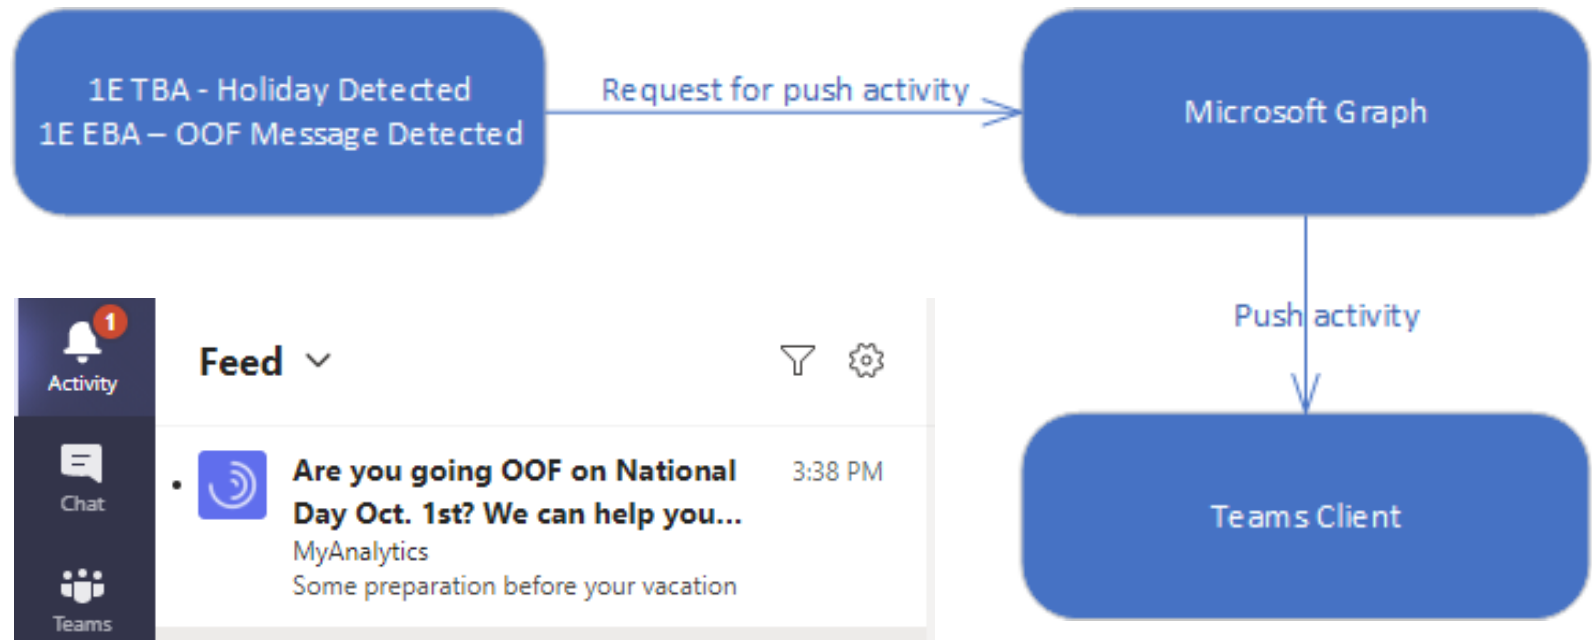 1E TBA - Holiday Detected
1E EBA – OOF Message Detected
Request for push activity
Microsoft Graph
Push activity
Teams Client
1
Activity
Chat
Teams
Feed
Are you going OOF on National
Day Oct. 1st? We can help you...
3:38 PM
MyAnalytics
Some preparation before your vacation